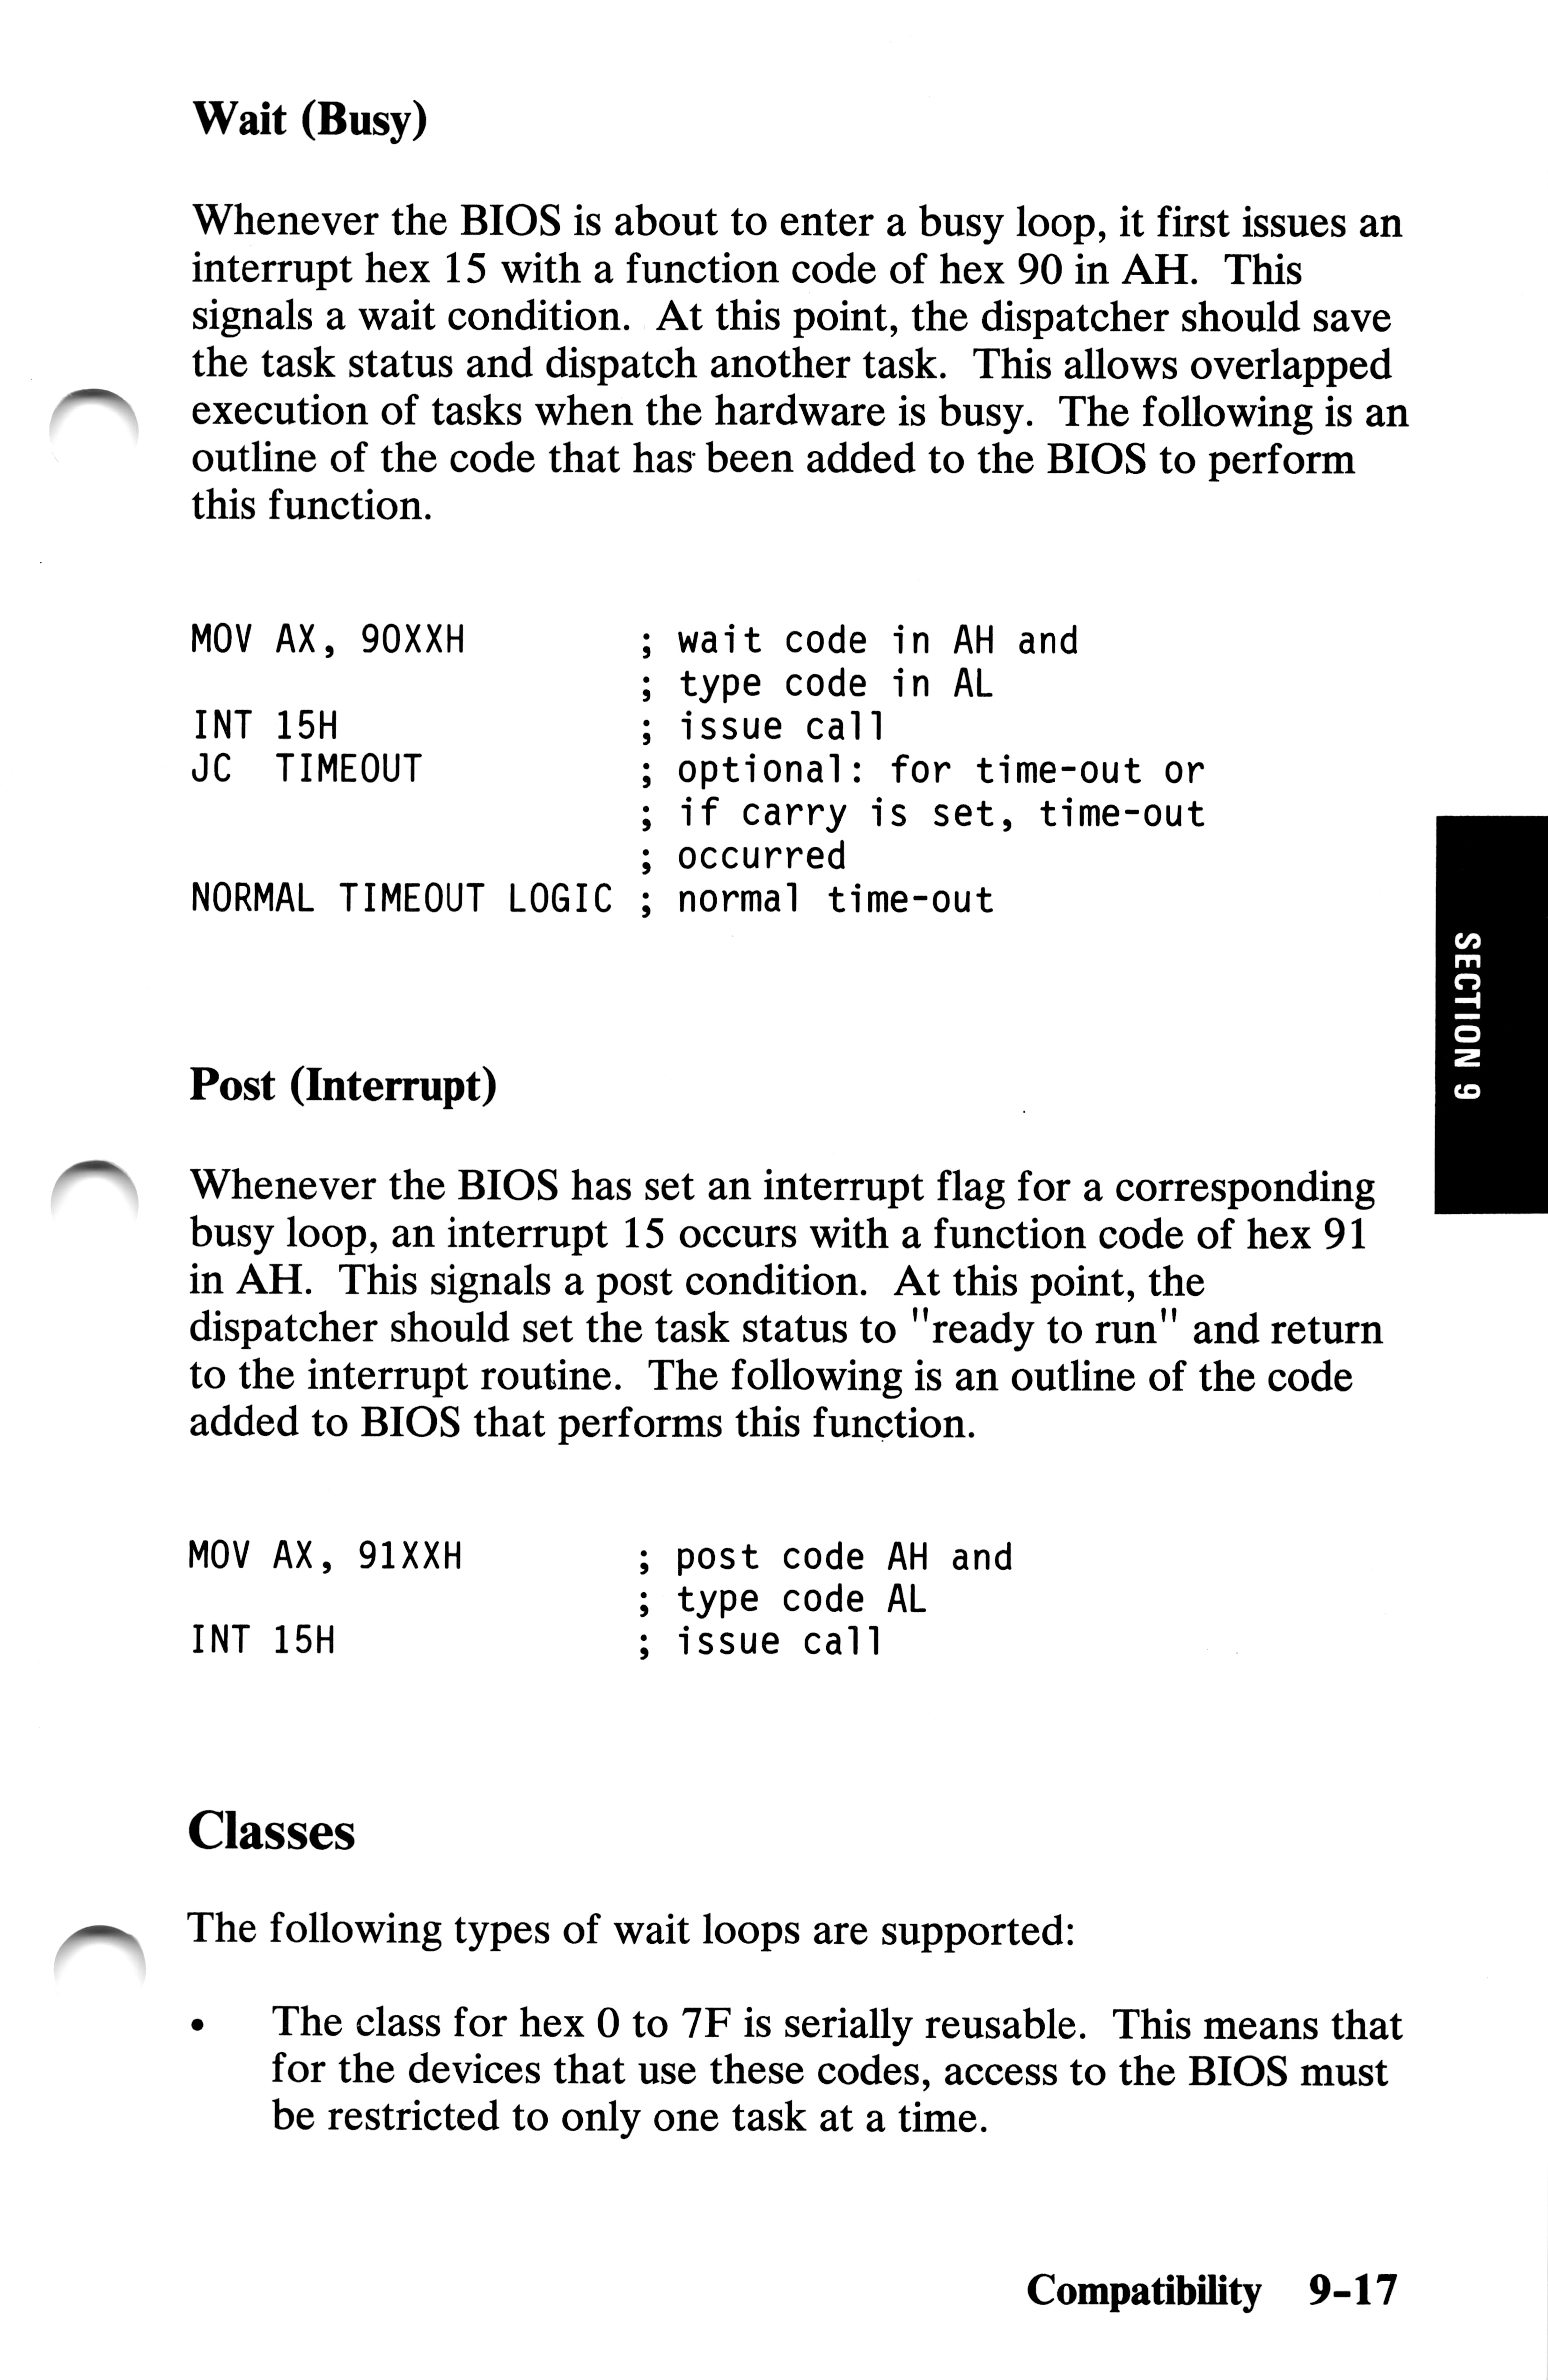 Wait (Busy)
Whenever the BIOS is about to enter a busy loop, it first issues an
interrupt hex 15 with a function code of hex 90 in AH.  This
signals a wait condition.  At this point, the dispatcher should save
the task status and dispatch another task.  This allows overlapped
execution of tasks when the hardware is busy.  The following is an
outline of the code that has been added to the BIOS to perform
this function.
MOV AX, 90XXH ; wait code in AH and
; type code in AL
INT 15H ; issue call
JC  TIMEOUT ; optional: for time-out or
; if carry is set, time-out
; occurred
NORMAL TIMEOUT LOGIC ; normal time-out
SECTION 9
Post (Interrupt)
Whenever the BIOS has set an interrupt flag for a corresponding
busy loop, an interrupt 15 occurs with a function code of hex 91
in AH.  This signals a post condition.  At this point, the
dispatcher should set the task status to "ready to run" and return
to the interrupt routine.  The following is an outline of the code
added to BIOS that performs this function.
MOV AX, 91XXH ; post code AH and
; type code AL
INT 15H ; issue call
Classes
The following types of wait loops are supported:
• The class for hex 0 to 7F is serially reusable.  This means that
for the devices that use these codes, access to the BIOS must
be restricted to only one task at a time.
Compatibility 9-17